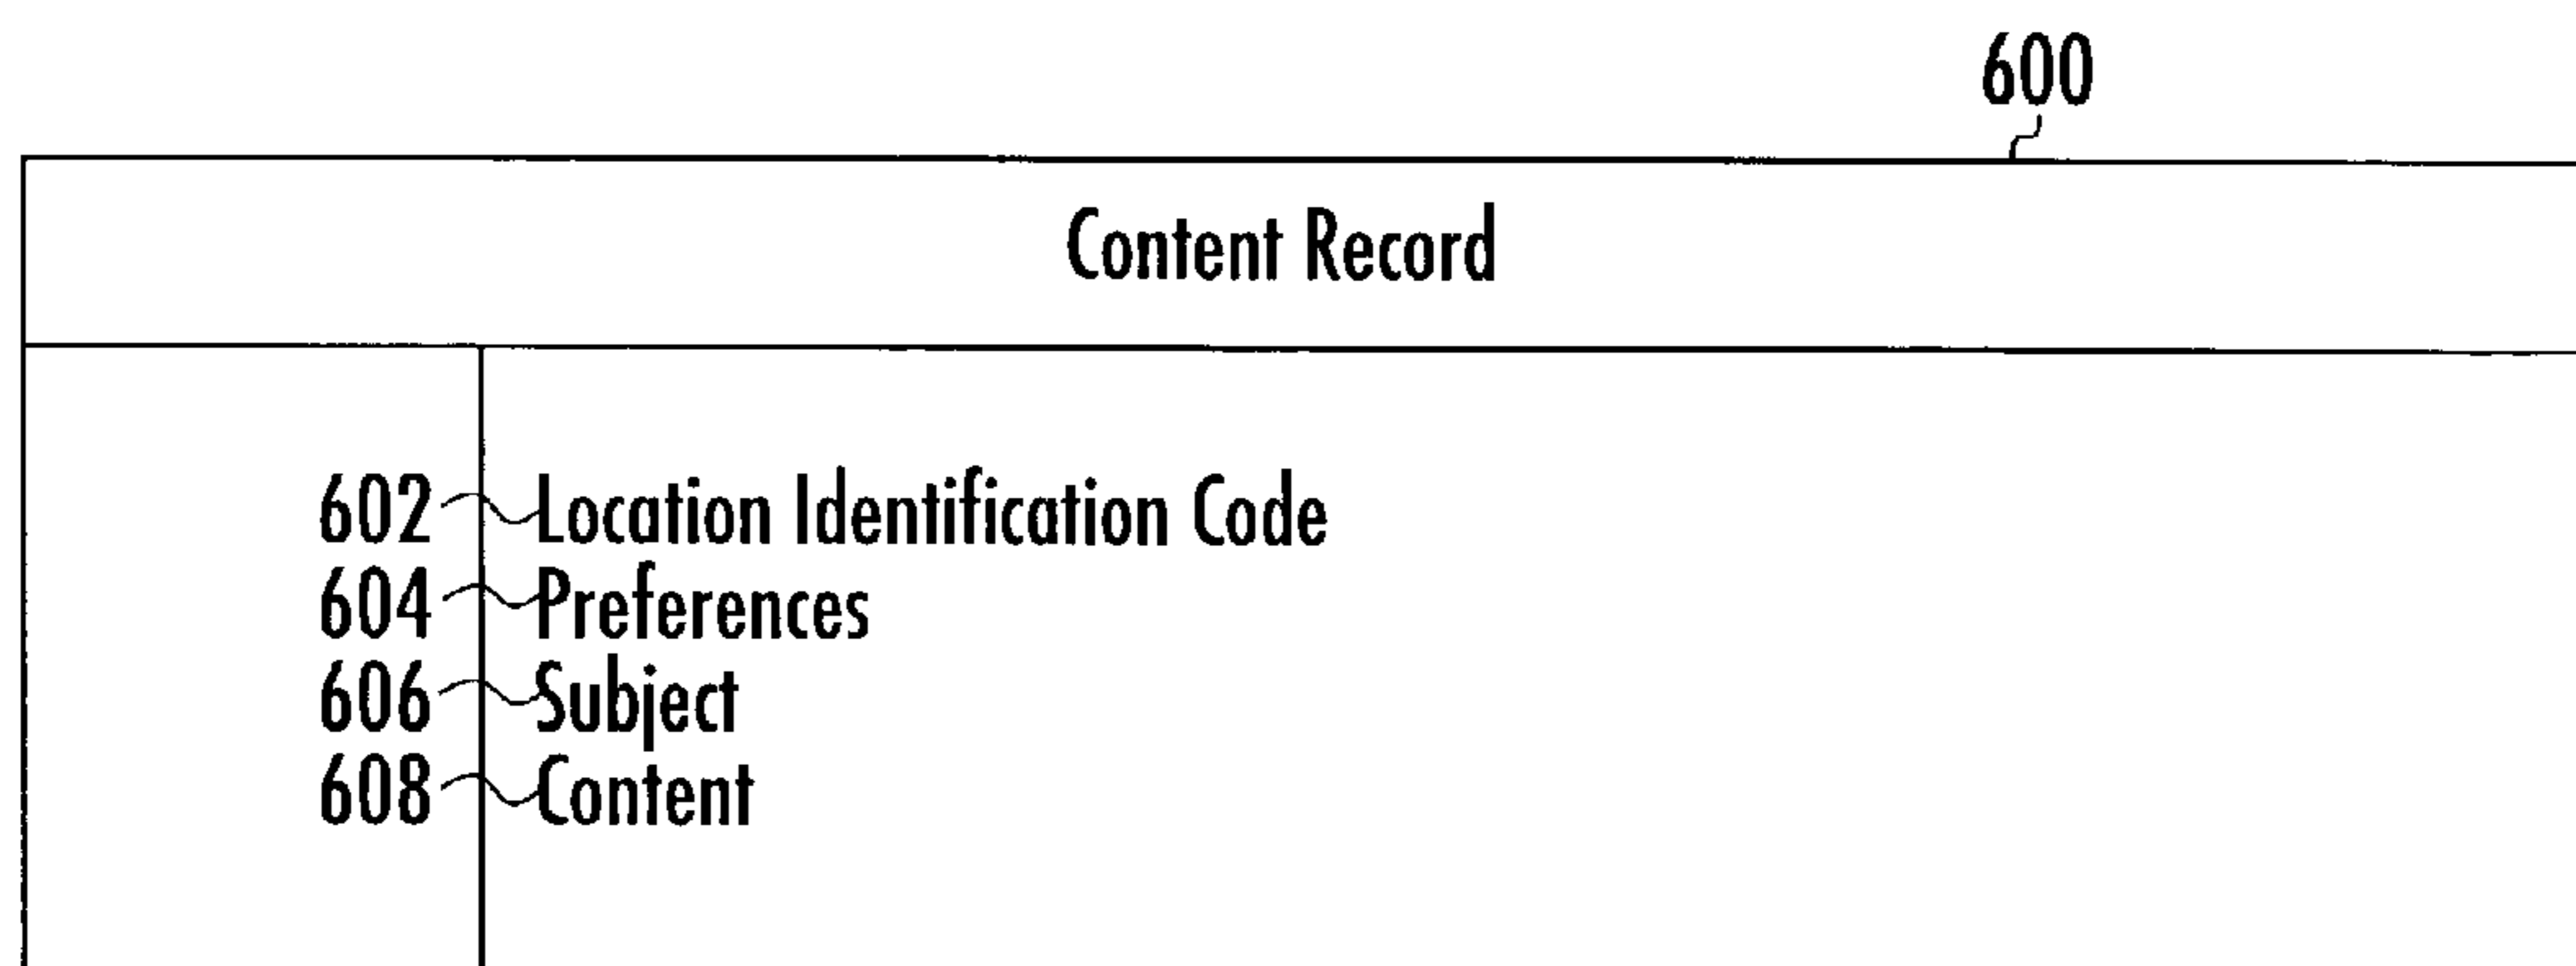 600
Content Record
602 Location Identification Code
604 Preferences
606 Subject
608 Content